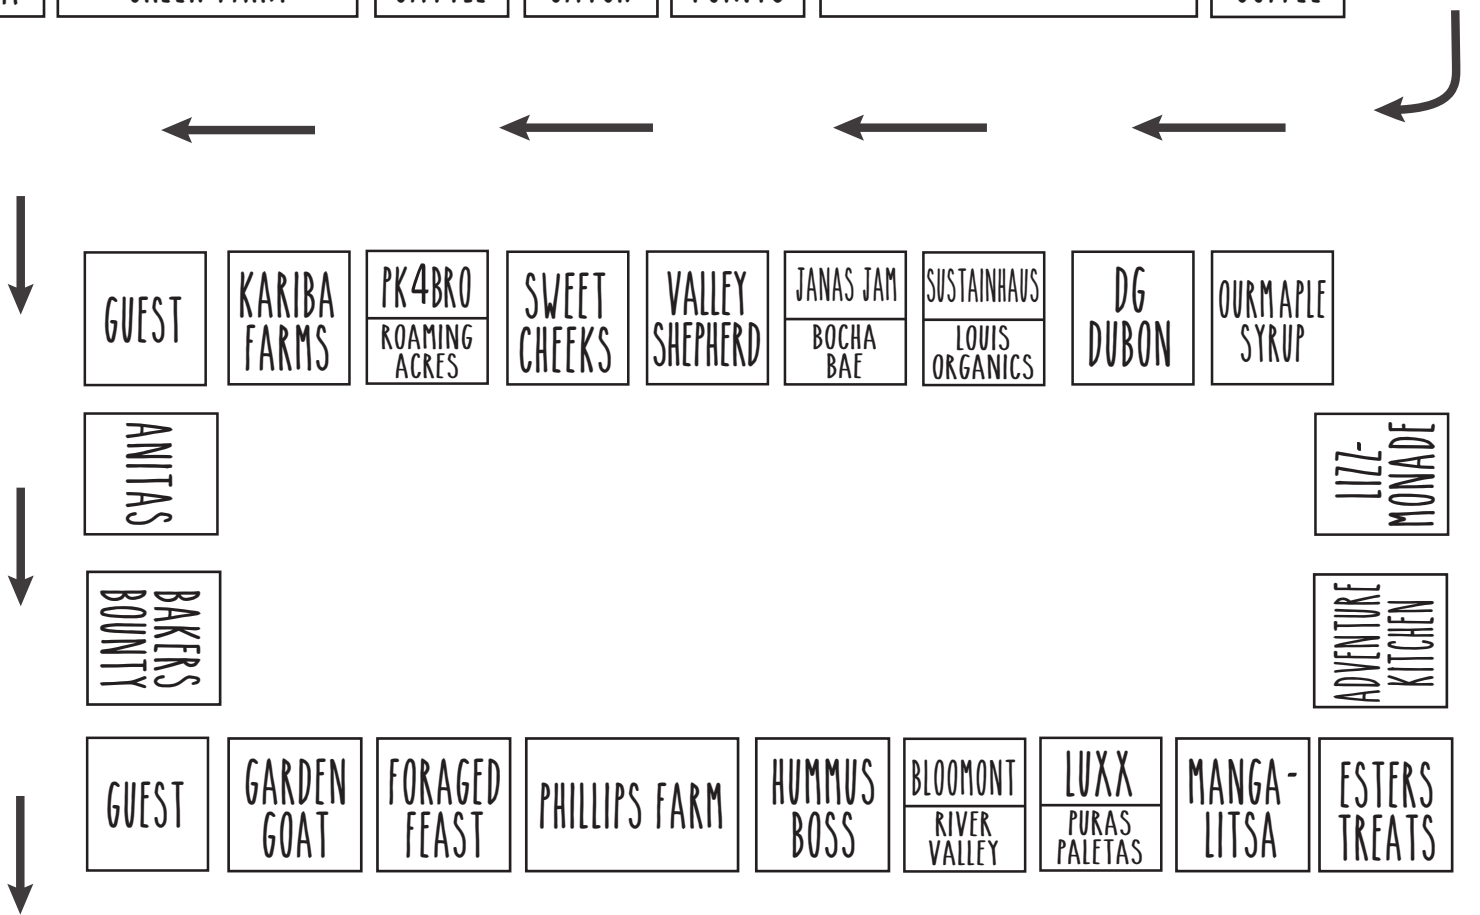 GUEST
KARIBA
FARMS
PK4BRO
ROAMING
ACRES
SWEET
CHEEKS
VALLEY
SHEPHERD
JANAS JAM
BOCHA
BAE
SUSTAINHAUS
LOUIS
ORGANICS
DG
DUBON
OURMAPLE
SYRUP
ANITAS
LIZZ-
MONADE
BAKERS
BOUNTY
ADVENTURE
KITCHEN
GUEST
GARDEN
GOAT
FORAGED
FEAST
PHILLIPS FARM
HUMMUS
BOSS
BLOOMONT
RIVER
VALLEY
LUXX
PURAS
PALETAS
MANGA-
LITSA
ESTERS
TREATS